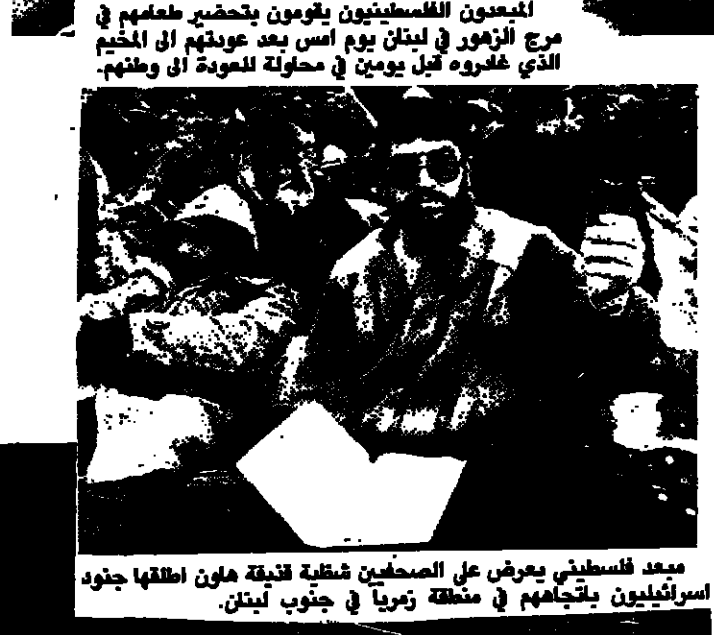 المبعدون الفلسطينيون يقومون بتحضير طعامهم في
مرج الزهور في لبنان يوم امس بعد عودتهم الى المخيم
الذي غادروه قبل يومين في محاولة للعودة الى وطنهم.
مبعد فلسطيني يعرض على الصحفيين شظية قذيفة هاون اطلقها جنود
اسرائيليون باتجاههم في منطقة زمريا في جنوب لبنان.